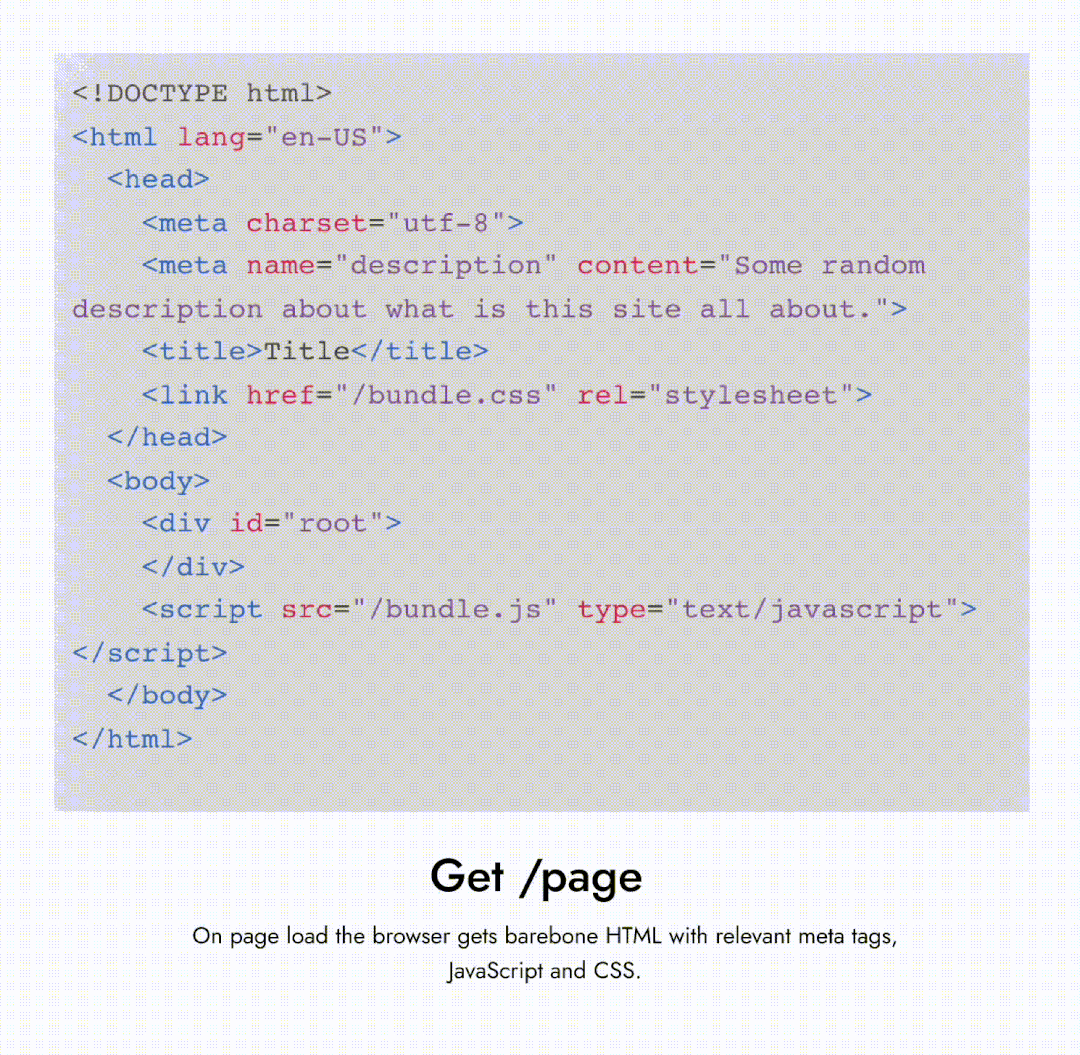 <!DOCTYPE html>
<html lang="en-US">
  <head>
    <meta charset="utf-8">
    <meta name="description" content="Some random
description about what is this site all about.">
    <title>Title</title>
    <link href="/bundle.css" rel="stylesheet">
  </head>
  <body>
    <div id="root">
    </div>
    <script src="/bundle.js" type="text/javascript">
</script>
  </body>
</html>
Get /page
On page load the browser gets barebone HTML with relevant meta tags,
JavaScript and CSS.